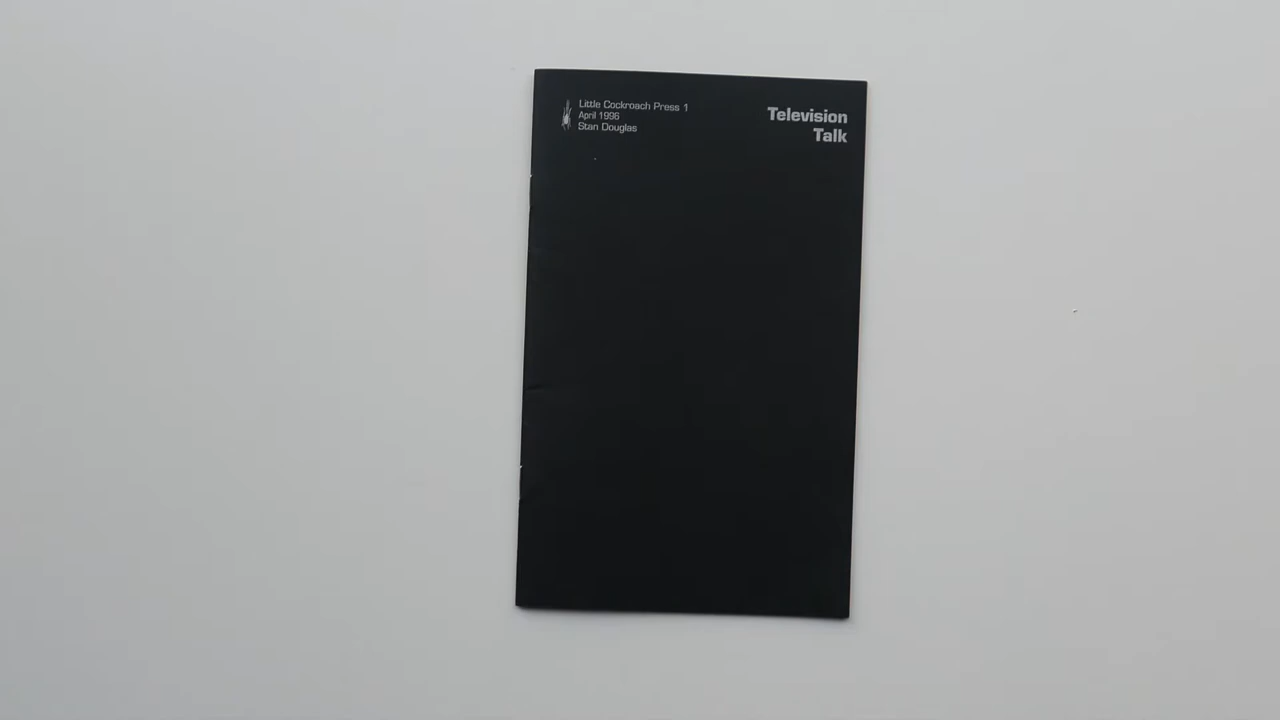 Little Cockroach Press 1
April 1996
Stan Douglas
Television
Talk